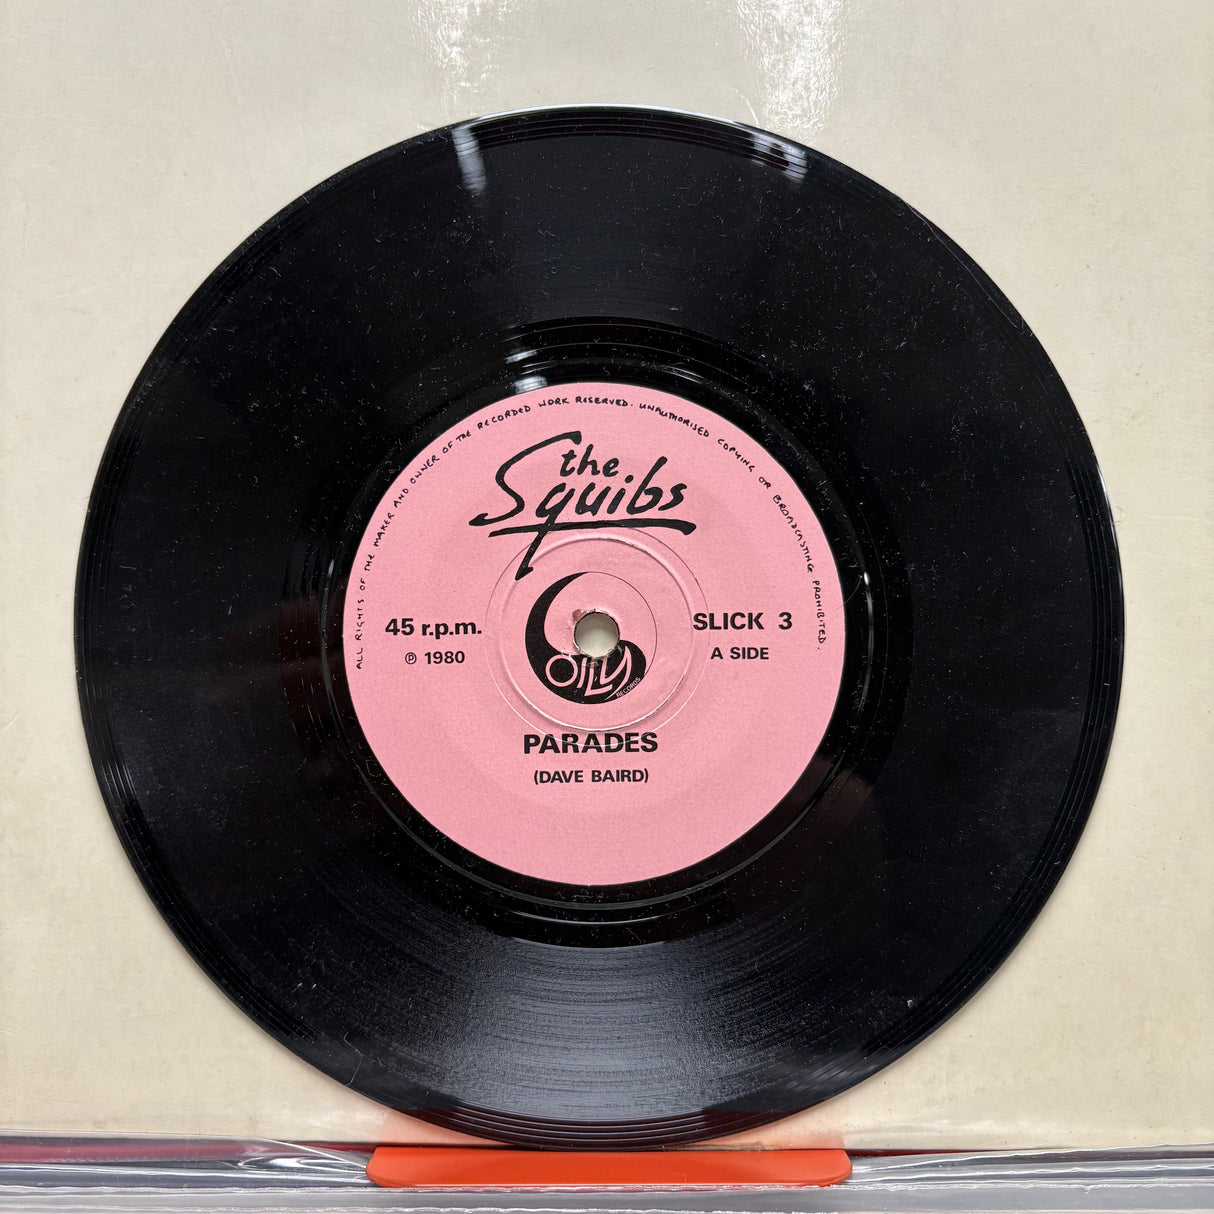 ALL RIGHTS OF THE MAKER AND OWNER OF THE RECORDED WORK RESERVED. UNAUTHORISED COPYING OR BROADCASTING PROHIBITED.
the
Squibs
45 r.p.m.
℗ 1980
SLICK 3
A SIDE
OILY
RECORDS
PARADES
(DAVE BAIRD)